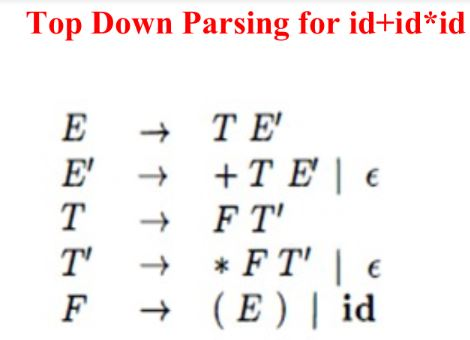 Top Down Parsing for id+id*id
E → T E'
E' → + T E' | ϵ
T → F T'
T' → * F T' | ϵ
F → ( E ) | id